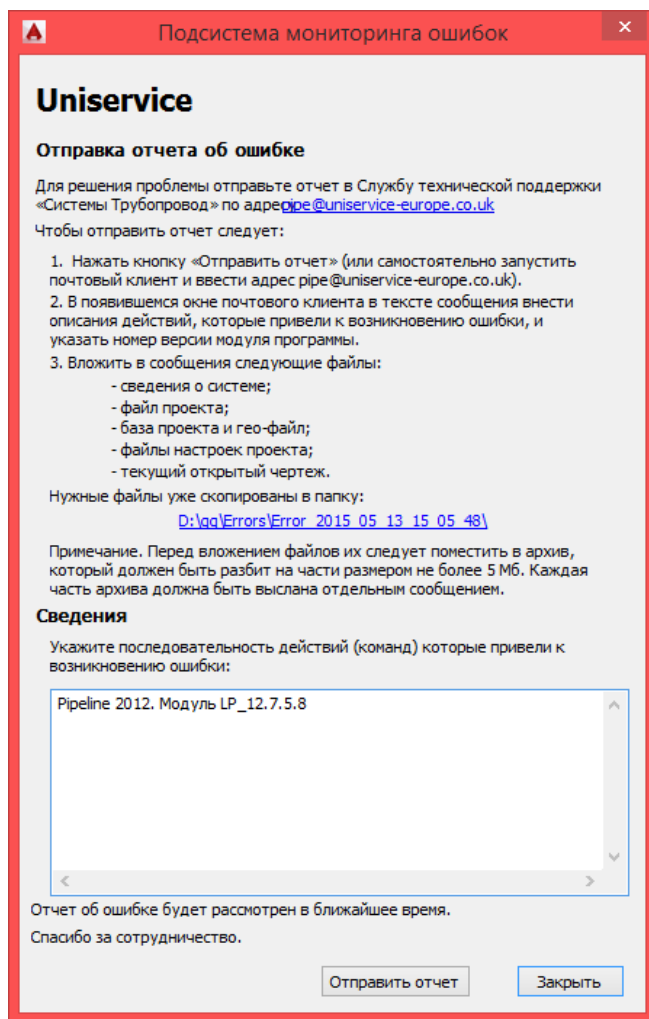 Подсистема мониторинга ошибок
Uniservice
Отправка отчета об ошибке
Для решения проблемы отправьте отчет в Службу технической поддержки
«Системы Трубопровод» по адресу pipe@uniservice-europe.co.uk
Чтобы отправить отчет следует:
1. Нажать кнопку «Отправить отчет» (или самостоятельно запустить
почтовый клиент и ввести адрес pipe@uniservice-europe.co.uk).
2. В появившемся окне почтового клиента в тексте сообщения внести
описания действий, которые привели к возникновению ошибки, и
указать номер версии модуля программы.
3. Вложить в сообщения следующие файлы:
- сведения о системе;
- файл проекта;
- база проекта и гео-файл;
- файлы настроек проекта;
- текущий открытый чертеж.
Нужные файлы уже скопированы в папку:
D:\qq\Errors\Error_2015_05_13_15_05_48\
Примечание. Перед вложением файлов их следует поместить в архив,
который должен быть разбит на части размером не более 5 Мб. Каждая
часть архива должна быть выслана отдельным сообщением.
Сведения
Укажите последовательность действий (команд) которые привели к
возникновению ошибки:
Pipeline 2012. Модуль LP_12.7.5.8
Отчет об ошибке будет рассмотрен в ближайшее время.
Спасибо за сотрудничество.
Отправить отчет
Закрыть